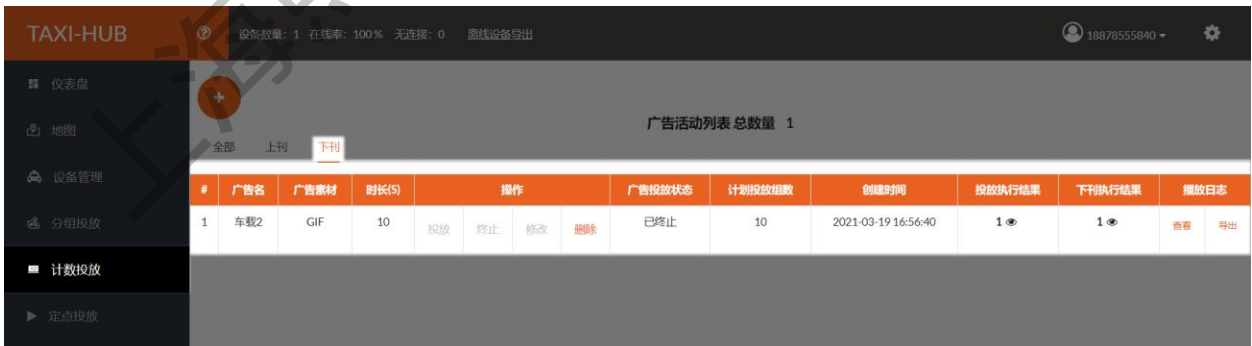 TAXI-HUB
设备数量: 1 在线率: 100% 无连接: 0 离线设备导出
18878555840
仪表盘
地图
设备管理
分组投放
计数投放
定点投放
广告活动列表 总数量 1
全部 上刊 下刊
# 广告名 广告素材 时长(S) 操作 广告投放状态 计划投放组数 创建时间 投放执行结果 下刊执行结果 播放日志
1 车载2 GIF 10 投放 终止 修改 删除 已终止 10 2021-03-19 16:56:40 1 1 查看 导出
上海